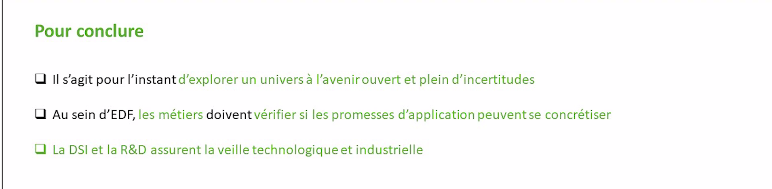 Pour conclure
❑ Il s'agit pour l'instant d'explorer un univers à l'avenir ouvert et plein d'incertitudes
❑ Au sein d'EDF, les métiers doivent vérifier si les promesses d'application peuvent se concrétiser
❑ La DSI et la R&D assurent la veille technologique et industrielle